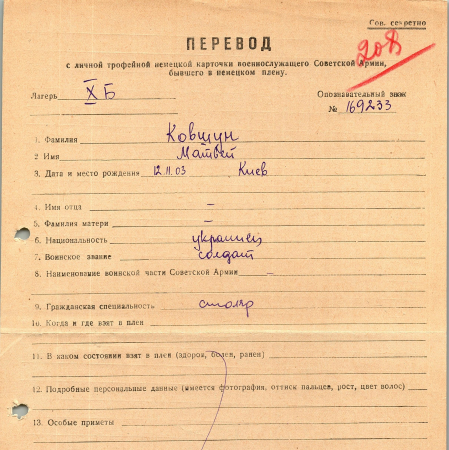 Сов. секретно
208
ПЕРЕВОД
с личной трофейной немецкой карточки военнослужащего Советской Армии,
бывшего в немецком плену.
Лагерь X Б
Опознавательный знак
№ 169233
1. Фамилия Ковшун
2 Имя Матвей
3. Дата и место рождения 12.11.03 Киев
4. Имя отца –
5. Фамилия матери –
6. Национальность украинец
7. Воинское звание солдат
8. Наименование воинской части Советской Армии –
9. Гражданская специальность столяр
10. Когда и где взят в плен
11. В каком состоянии взят в плен (здоров, болен, ранен)
12. Подробные персональные данные (имеется фотография, оттиск пальцев, рост, цвет волос)
13. Особые приметы